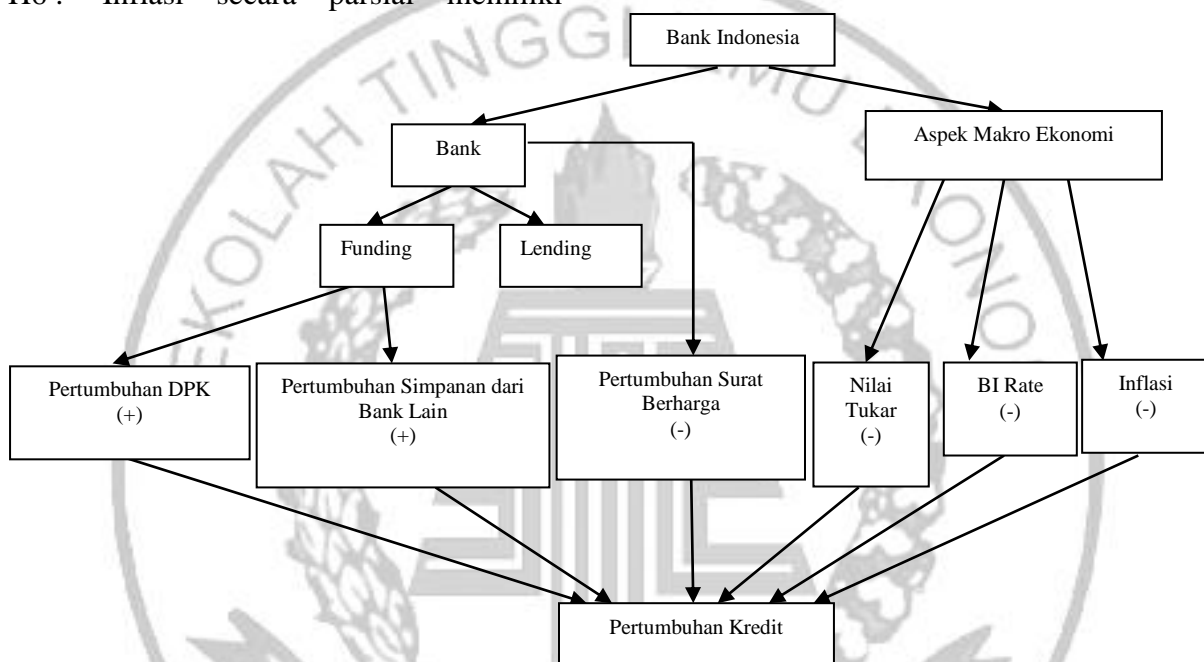 Inflasi secara parsial memiliki
Bank Indonesia
TINGGI
Bank
Aspek Makro Ekonomi
Funding
Lending
Pertumbuhan DPK
(+)
Pertumbuhan Simpanan dari
Bank Lain
(+)
Pertumbuhan Surat
Berharga
(-)
Nilai
Tukar
(-)
BI Rate
(-)
Inflasi
(-)
Pertumbuhan Kredit